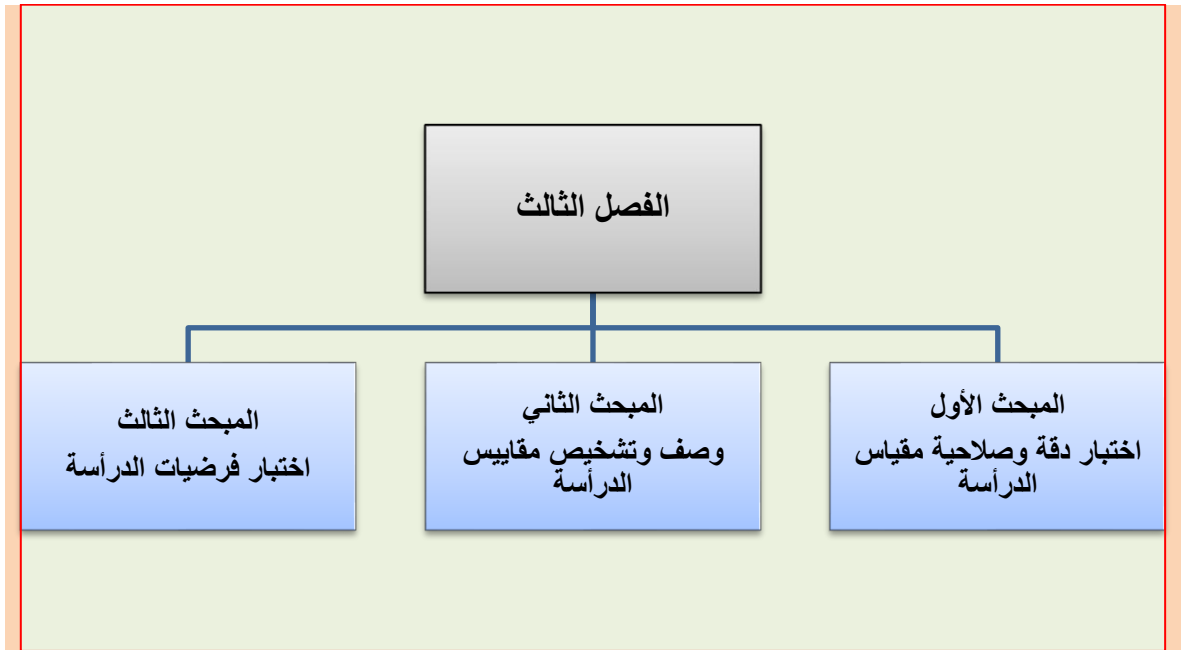 الفصل الثالث
المبحث الأول
اختبار دقة وصلاحية مقياس
الدرأسة
المبحث الثاني
وصف وتشخيص مقاييس
الدرأسة
المبحث الثالث
اختبار فرضيات الدرأسة